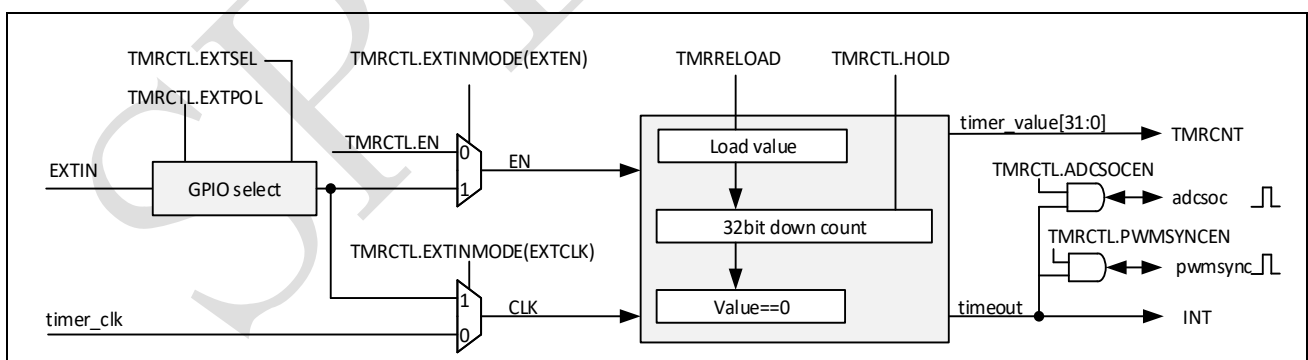 TMRCTL.EXTSEL
TMRCTL.EXTINMODE(EXTEN)
TMRRELOAD
TMRCTL.HOLD
TMRCTL.EXTPOL
TMRCTL.EN
0
EN
1
EXTIN
GPIO select
Load value
timer_value[31:0]
TMRCNT
TMRCTL.ADCSOCEN
adcsoc
32bit down count
TMRCTL.EXTINMODE(EXTCLK)
TMRCTL.PWMSYNCEN
pwmsync
1
CLK
0
timer_clk
Value==0
timeout
INT